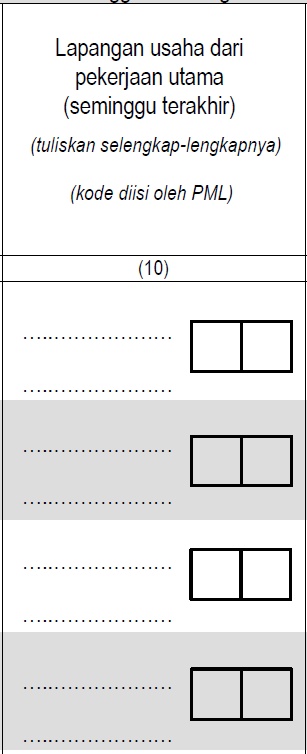 Lapangan usaha dari
pekerjaan utama
(seminggu terakhir)
(tuliskan selengkap-lengkapnya)
(kode diisi oleh PML)
(10)
…..………………
…..………………
…..………………
…..………………
…..………………
…..………………
…..………………
…..………………